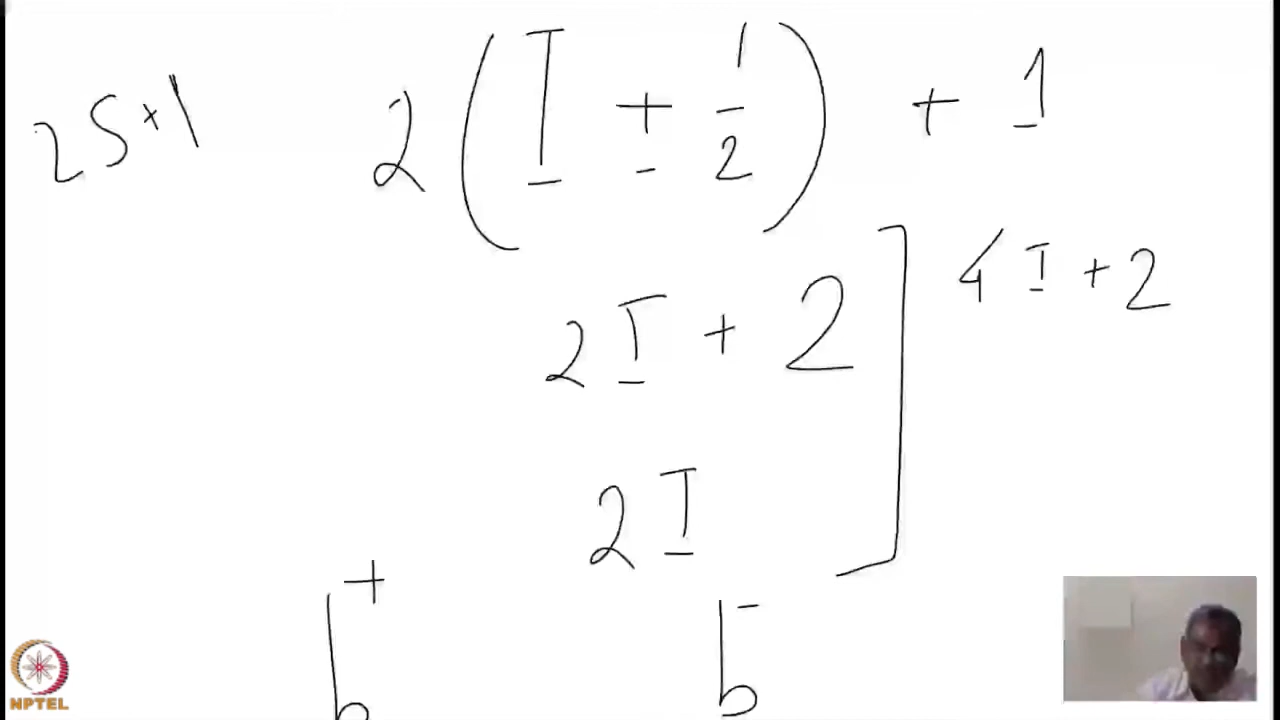 2S+1 2(I ± 1/2) + 1
2I + 2 ] 4I + 2
2I
b⁺ b⁻
NPTEL